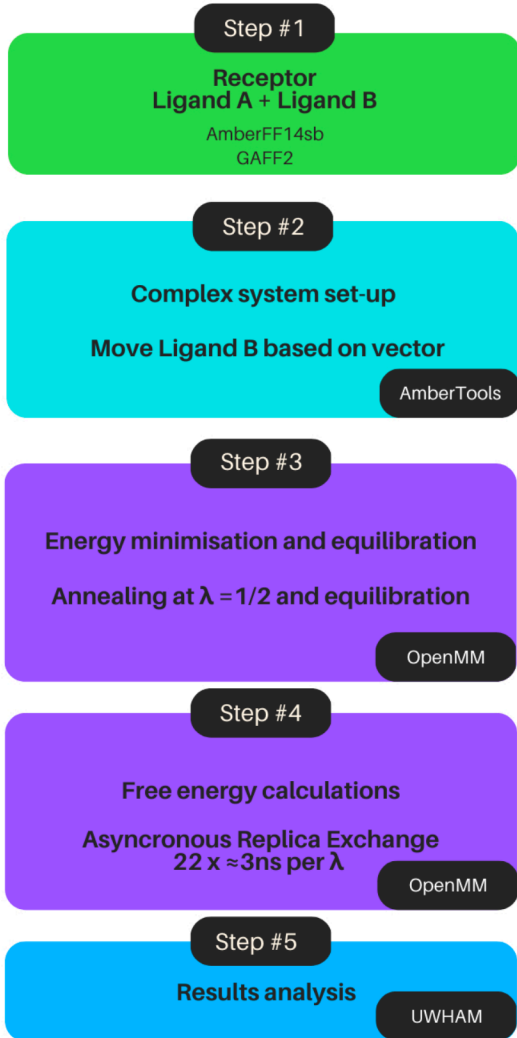 Step #1
Receptor
Ligand A + Ligand B
AmberFF14sb
GAFF2
Step #2
Complex system set-up
Move Ligand B based on vector
AmberTools
Step #3
Energy minimisation and equilibration
Annealing at λ = 1/2 and equilibration
OpenMM
Step #4
Free energy calculations
Asyncronous Replica Exchange
22 x ≈3ns per λ
OpenMM
Step #5
Results analysis
UWHAM